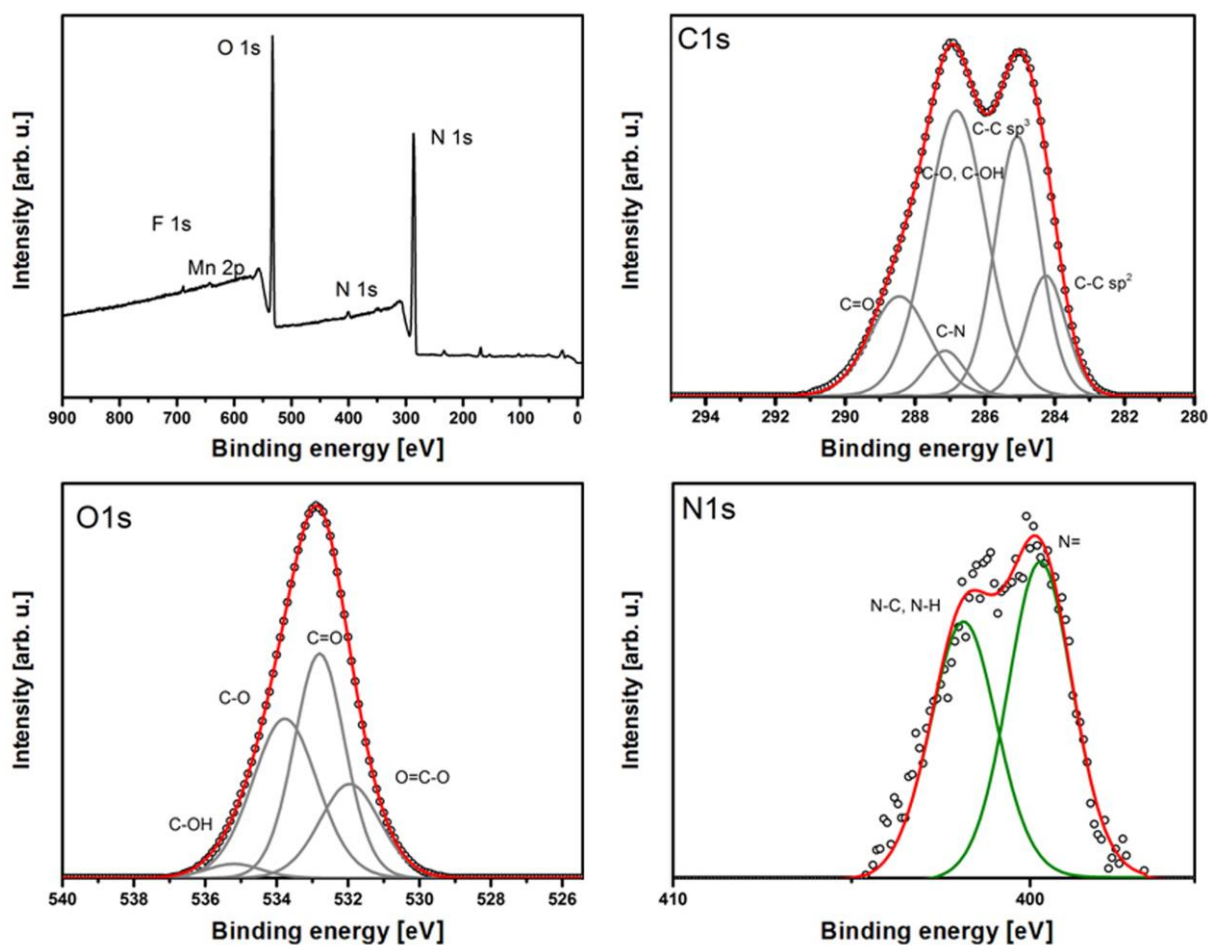 O 1s
N 1s
F 1s
Mn 2p
N 1s
Intensity [arb. u.]
900 800 700 600 500 400 300 200 100 0
Binding energy [eV]
C1s
C-C sp³
C-O, C-OH
C-C sp²
C=O
C-N
Intensity [arb. u.]
294 292 290 288 286 284 282 280
Binding energy [eV]
O1s
C=O
C-O
O=C-O
C-OH
Intensity [arb. u.]
540 538 536 534 532 530 528 526
Binding energy [eV]
N1s
N=
N-C, N-H
Intensity [arb. u.]
410 400
Binding energy [eV]